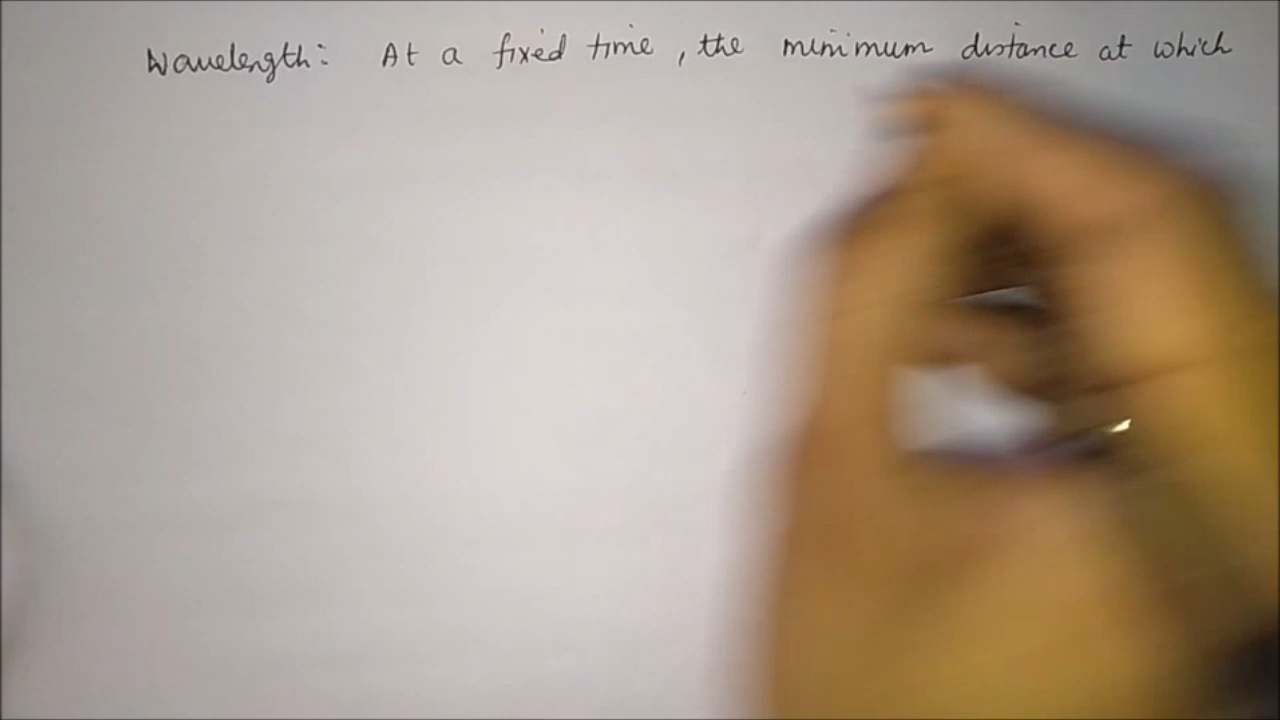 Wavelength: At a fixed time, the minimum distance at which